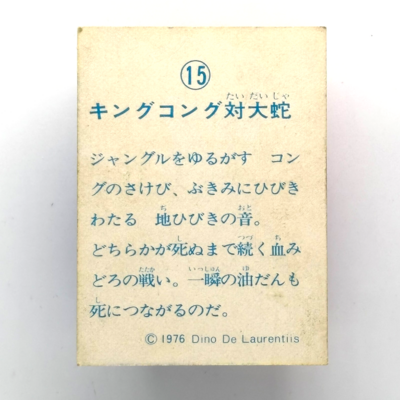 ⑮
キングコング対大蛇
ジャングルをゆるがす　コン
グのさけび、ぶきみにひびき
わたる　地ひびきの音。
どちらかが死ぬまで続く血み
どろの戦い。一瞬の油だんも
死につながるのだ。
© 1976 Dino De Laurentiis